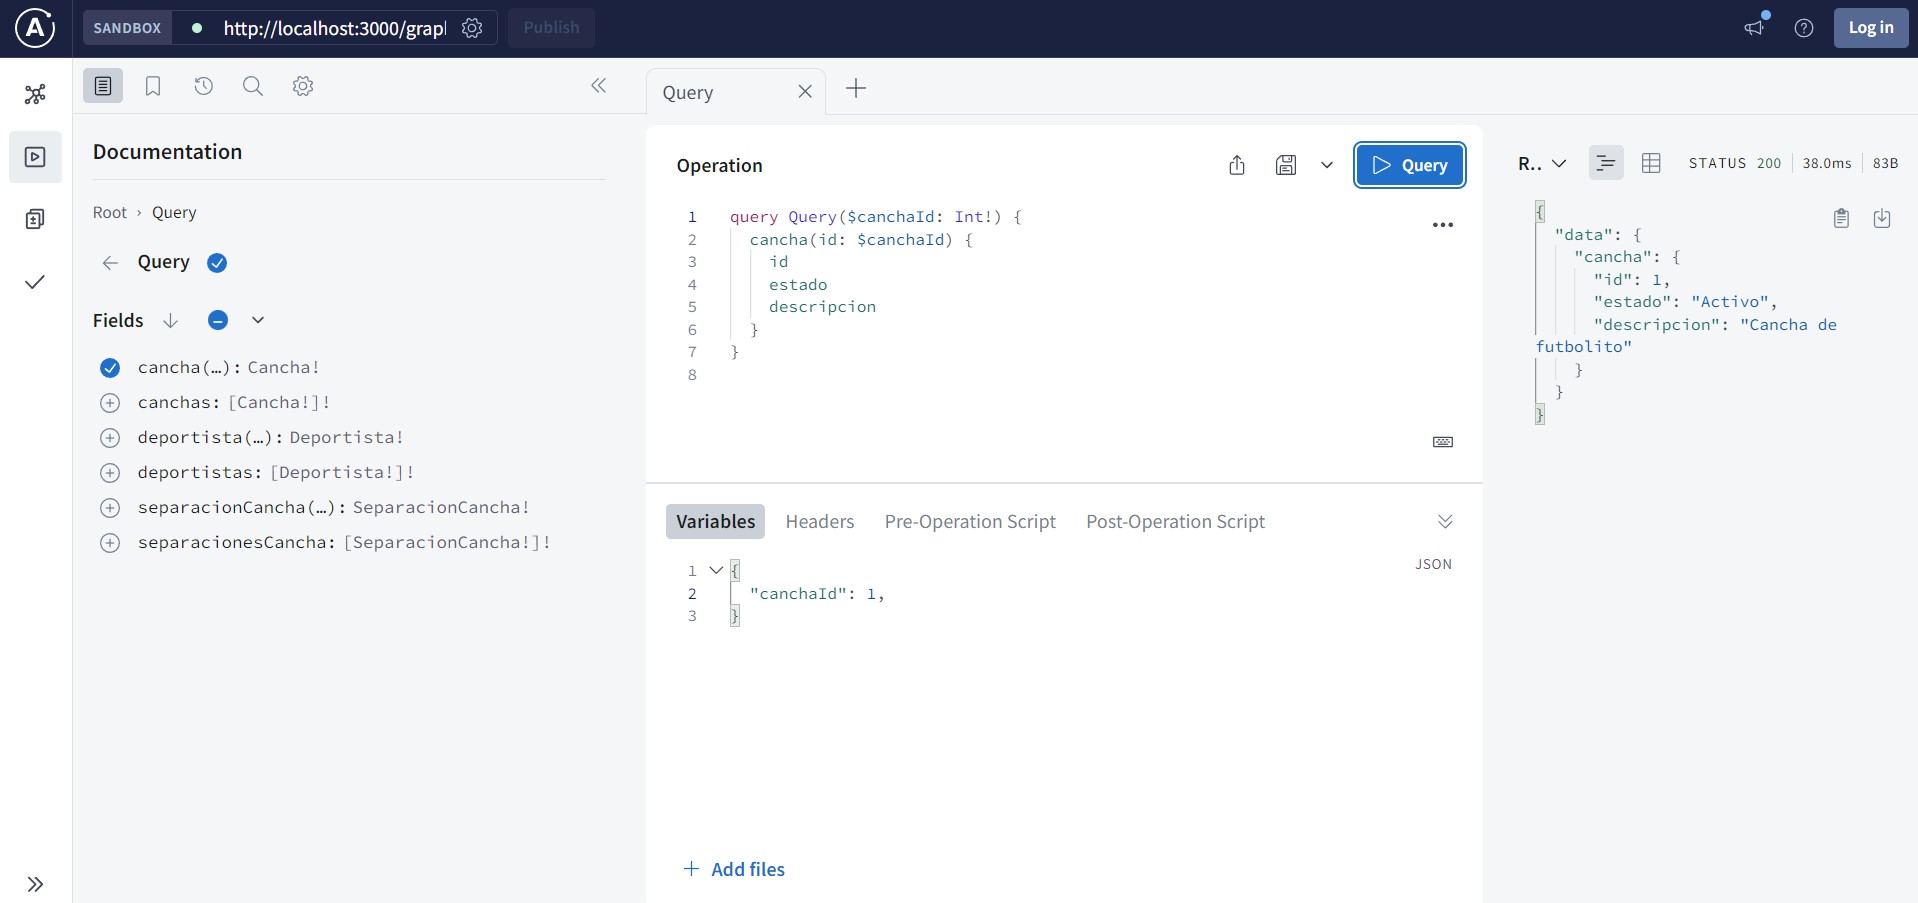 SANDBOX
http://localhost:3000/grap
Publish
Log in
Documentation
Root › Query
Query
Fields
cancha(…): Cancha!
canchas: [Cancha!]!
deportista(…): Deportista!
deportistas: [Deportista!]!
separacionCancha(…): SeparacionCancha!
separacionesCancha: [SeparacionCancha!]!
Query
Operation
Query
1 query Query($canchaId: Int!) {
2 cancha(id: $canchaId) {
3 id
4 estado
5 descripcion
6 }
7 }
8
Variables Headers Pre-Operation Script Post-Operation Script
JSON
1 {
2 "canchaId": 1,
3 }
Add files
R.. STATUS 200 38.0ms 83B
{
"data": {
"cancha": {
"id": 1,
"estado": "Activo",
"descripcion": "Cancha de
futbolito"
}
}
}